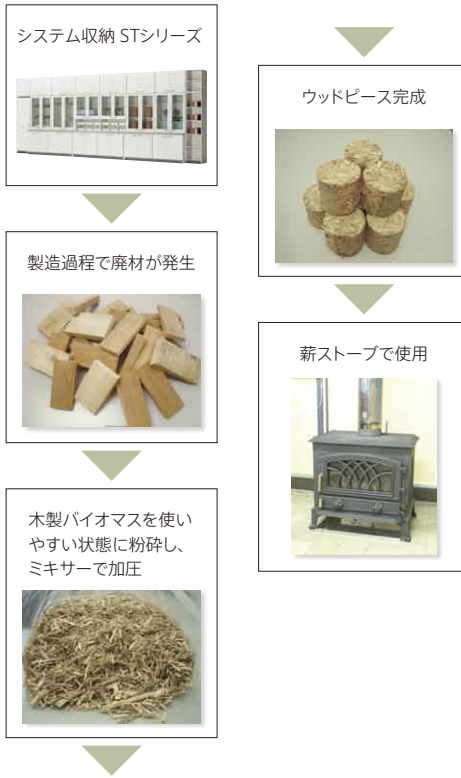 システム収納 STシリーズ
製造過程で廃材が発生
木製バイオマスを使い
やすい状態に粉砕し、
ミキサーで加圧
ウッドピース完成
薪ストーブで使用